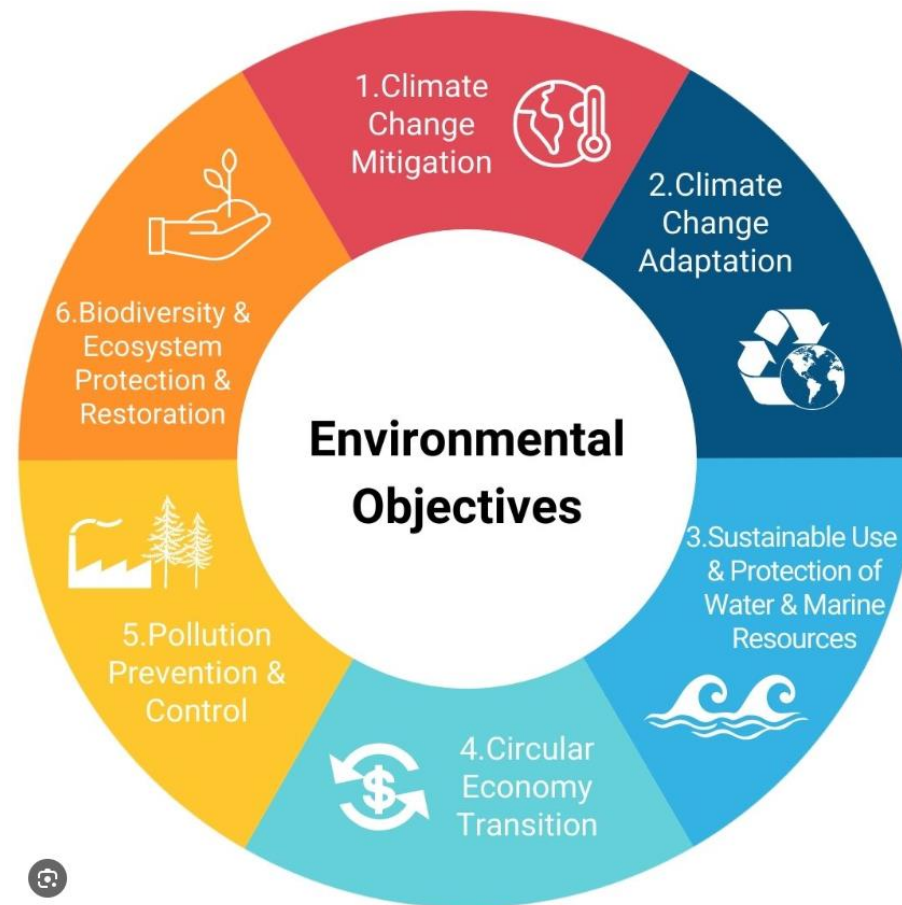 1.Climate
Change
Mitigation
2.Climate
Change
Adaptation
3.Sustainable Use
& Protection of
Water & Marine
Resources
4.Circular
Economy
Transition
5.Pollution
Prevention &
Control
6.Biodiversity &
Ecosystem
Protection &
Restoration
Environmental
Objectives
$